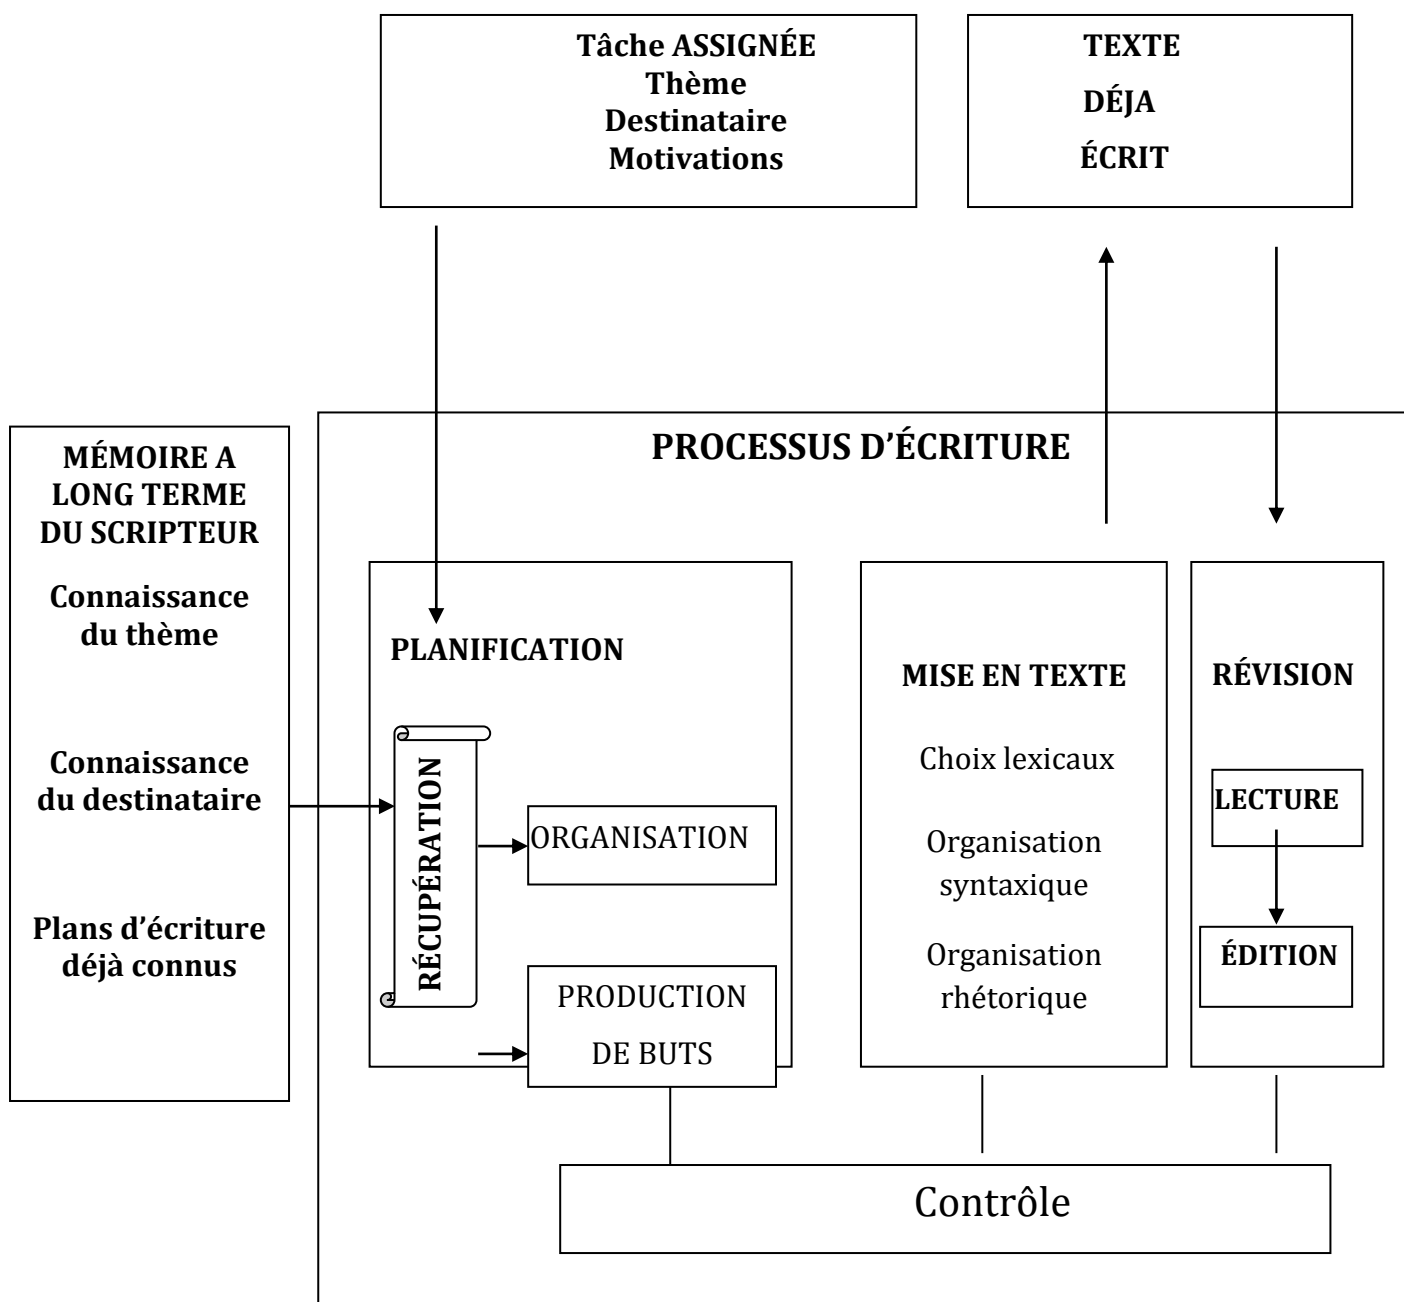 Tâche ASSIGNÉE
Thème
Destinataire
Motivations
TEXTE
DÉJA
ÉCRIT
MÉMOIRE A
LONG TERME
DU SCRIPTEUR
Connaissance
du thème
Connaissance
du destinataire
Plans d’écriture
déjà connus
PROCESSUS D’ÉCRITURE
PLANIFICATION
RÉCUPÉRATION
ORGANISATION
PRODUCTION
DE BUTS
MISE EN TEXTE
Choix lexicaux
Organisation
syntaxique
Organisation
rhétorique
RÉVISION
LECTURE
ÉDITION
Contrôle